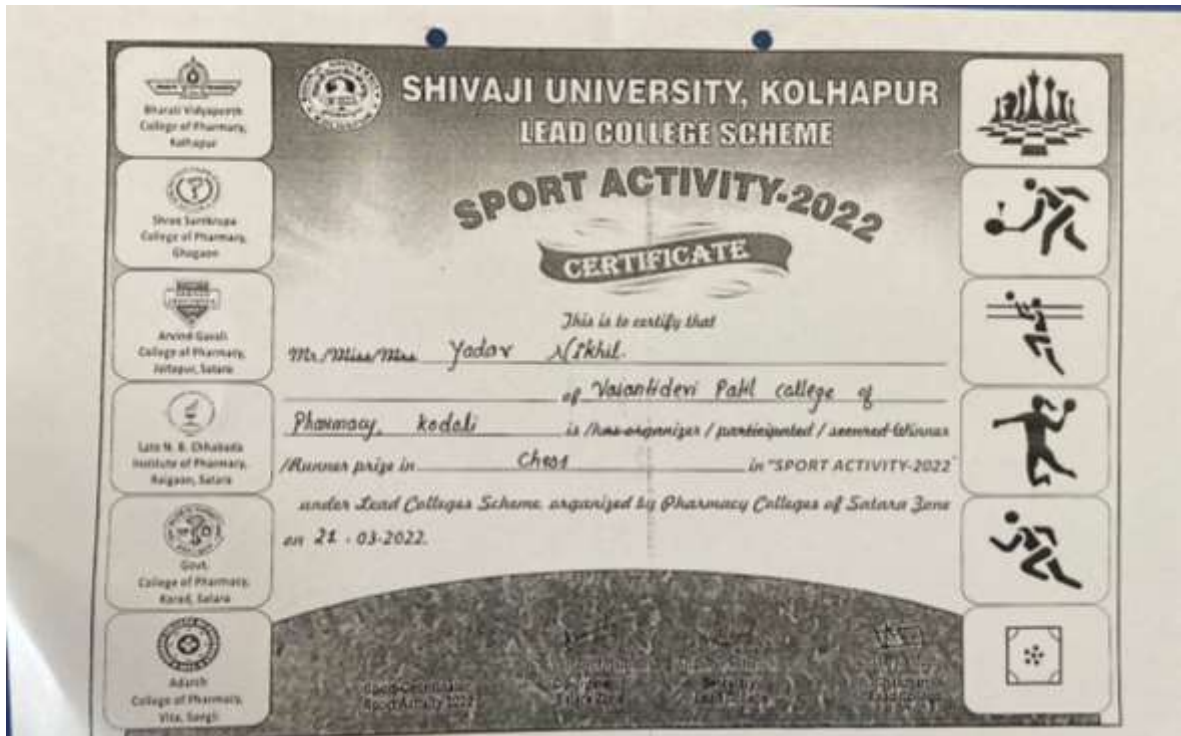 SHIVAJI UNIVERSITY, KOLHAPUR
LEAD COLLEGE SCHEME
SPORT ACTIVITY-2022
CERTIFICATE
This is to certify that
Mr./Miss/Mrs Yadav Nikhil.
of Vasantidevi Patil college of
Pharmacy, kodoli is /has organizer / participated / secured Winner
/Runner prize in Chess in "SPORT ACTIVITY-2022"
under Lead Colleges Scheme organized by Pharmacy Colleges of Satara Zone
on 21 . 03-2022.
Bharati Vidyapeeth
College of Pharmacy,
Kolhapur
Shree Santkrupa
College of Pharmacy,
Ghogaon
Arvind Gavali
College of Pharmacy,
Jaitapur, Satara
Late N. R. Chhabada
Institute of Pharmacy,
Raigaon, Satara
Govt.
College of Pharmacy,
Karad, Satara
Adarsh
College of Pharmacy,
Vita, Sangli